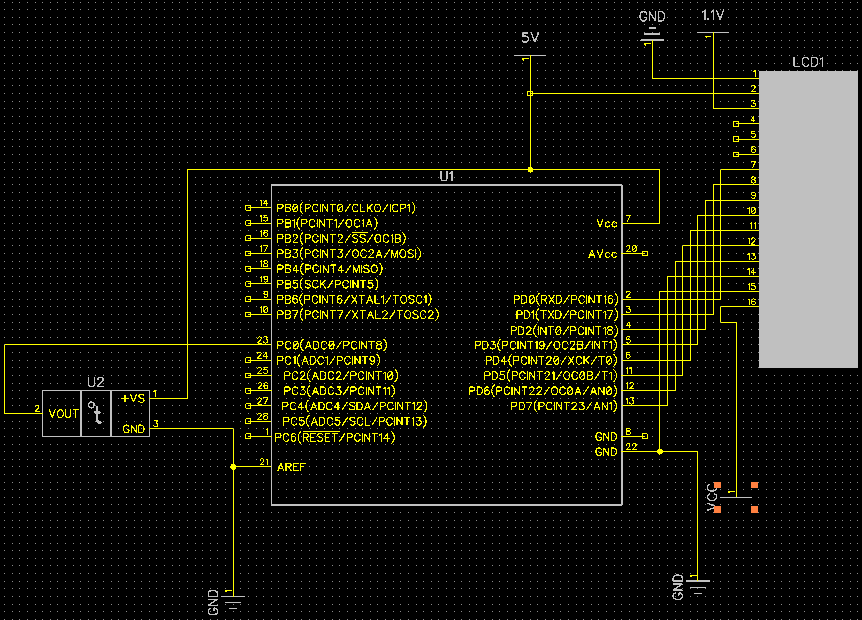 GND
1.1V
5V
1
1
1
LCD1
1
2
3
4
5
6
7
8
9
10
11
12
13
14
15
16
U1
14 PB0(PCINT0/CLKO/ICP1)
15 PB1(PCINT1/OC1A)
16 PB2(PCINT2/SS/OC1B)
17 PB3(PCINT3/OC2A/MOSI)
18 PB4(PCINT4/MISO)
19 PB5(SCK/PCINT5)
9 PB6(PCINT6/XTAL1/TOSC1)
10 PB7(PCINT7/XTAL2/TOSC2)
23 PC0(ADC0/PCINT8)
24 PC1(ADC1/PCINT9)
25 PC2(ADC2/PCINT10)
26 PC3(ADC3/PCINT11)
27 PC4(ADC4/SDA/PCINT12)
28 PC5(ADC5/SCL/PCINT13)
1 PC6(RESET/PCINT14)
21 AREF
Vcc 7
AVcc 20
PD0(RXD/PCINT16) 2
PD1(TXD/PCINT17) 3
PD2(INT0/PCINT18) 4
PD3(PCINT19/OC2B/INT1) 5
PD4(PCINT20/XCK/T0) 6
PD5(PCINT21/OC0B/T1) 11
PD6(PCINT22/OC0A/AN0) 12
PD7(PCINT23/AN1) 13
GND 8
GND 22
U2
2 VOUT
°t
+VS 1
GND 3
VCC
1
GND
1
GND
1